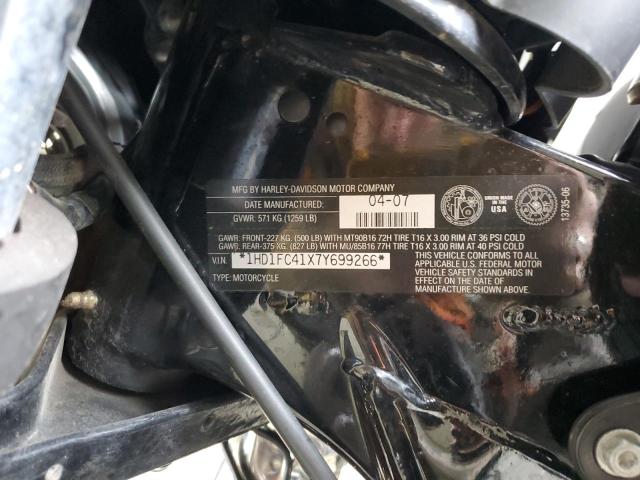 MFG BY HARLEY-DAVIDSON MOTOR COMPANY
DATE MANUFACTURED: 04-07
GVWR: 571 KG (1259 LB)
USA
13735-06
GAWR: FRONT-227 KG. (500 LB) WITH MT90B16 72H TIRE T16 X 3.00 RIM AT 36 PSI COLD
GAWR: REAR-375 KG. (827 LB) WITH MU/85B16 77H TIRE T16 X 3.00 RIM AT 40 PSI COLD
V.I.N. *1HD1FC41X7Y699266*
TYPE: MOTORCYCLE
THIS VEHICLE CONFORMS TO ALL
APPLICABLE U.S. FEDERAL MOTOR
VEHICLE SAFETY STANDARDS IN
EFFECT ON THE DATE OF
MANUFACTURE SHOWN ABOVE